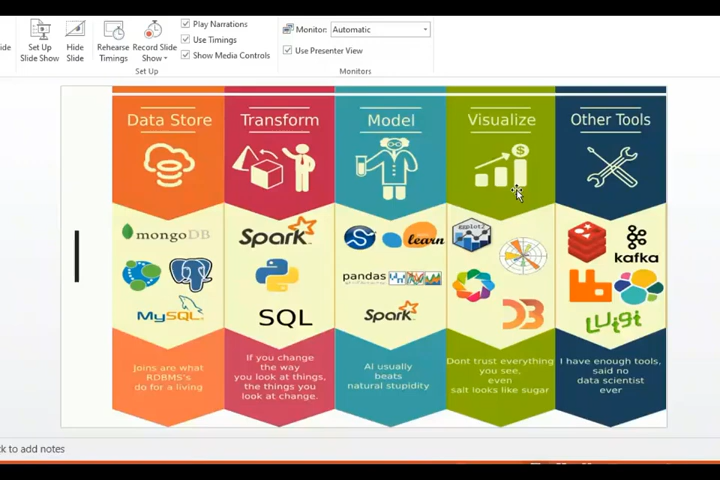 Play Narrations
Monitor: Automatic
Set Up
Slide Show
Hide
Slide
Rehearse
Timings
Record Slide
Show
Use Timings
Show Media Controls
Use Presenter View
Set Up
Monitors
Data Store
Transform
Model
Visualize
Other Tools
mongoDB
MySQL
Spark
SQL
learn
pandas
Spark
ggplot2
D3
kafka
Luigi
Joins are what
RDBMS's
do for a living
If you change
the way
you look at things,
the things you
look at change.
AI usually
beats
natural stupidity
Dont trust everything
you see,
even
salt looks like sugar
I have enough tools,
said no
data scientist
ever
ck to add notes